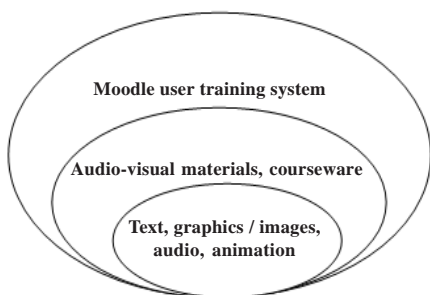 Moodle user training system
Audio-visual materials, courseware
Text, graphics / images,
audio, animation